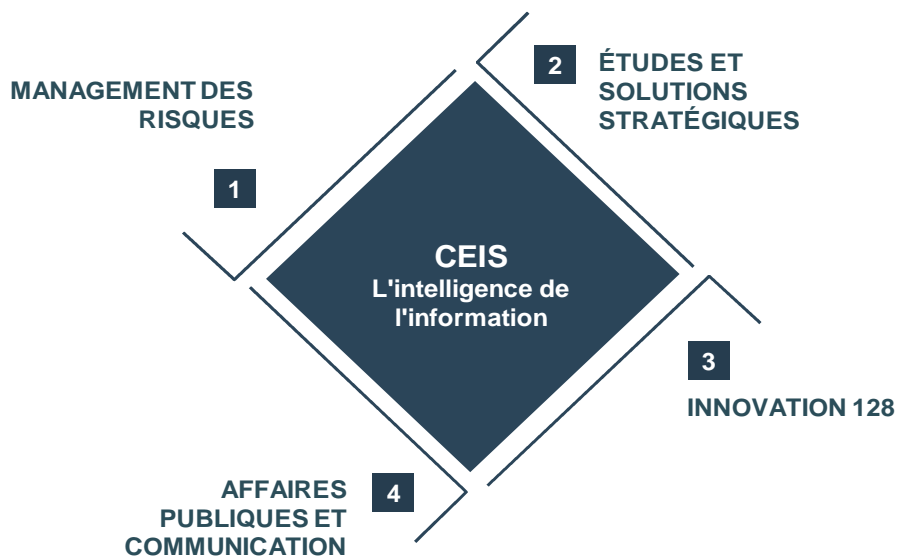 MANAGEMENT DES
RISQUES
1
2
ÉTUDES ET
SOLUTIONS
STRATÉGIQUES
CEIS
L'intelligence de
l'information
3
INNOVATION 128
4
AFFAIRES
PUBLIQUES ET
COMMUNICATION